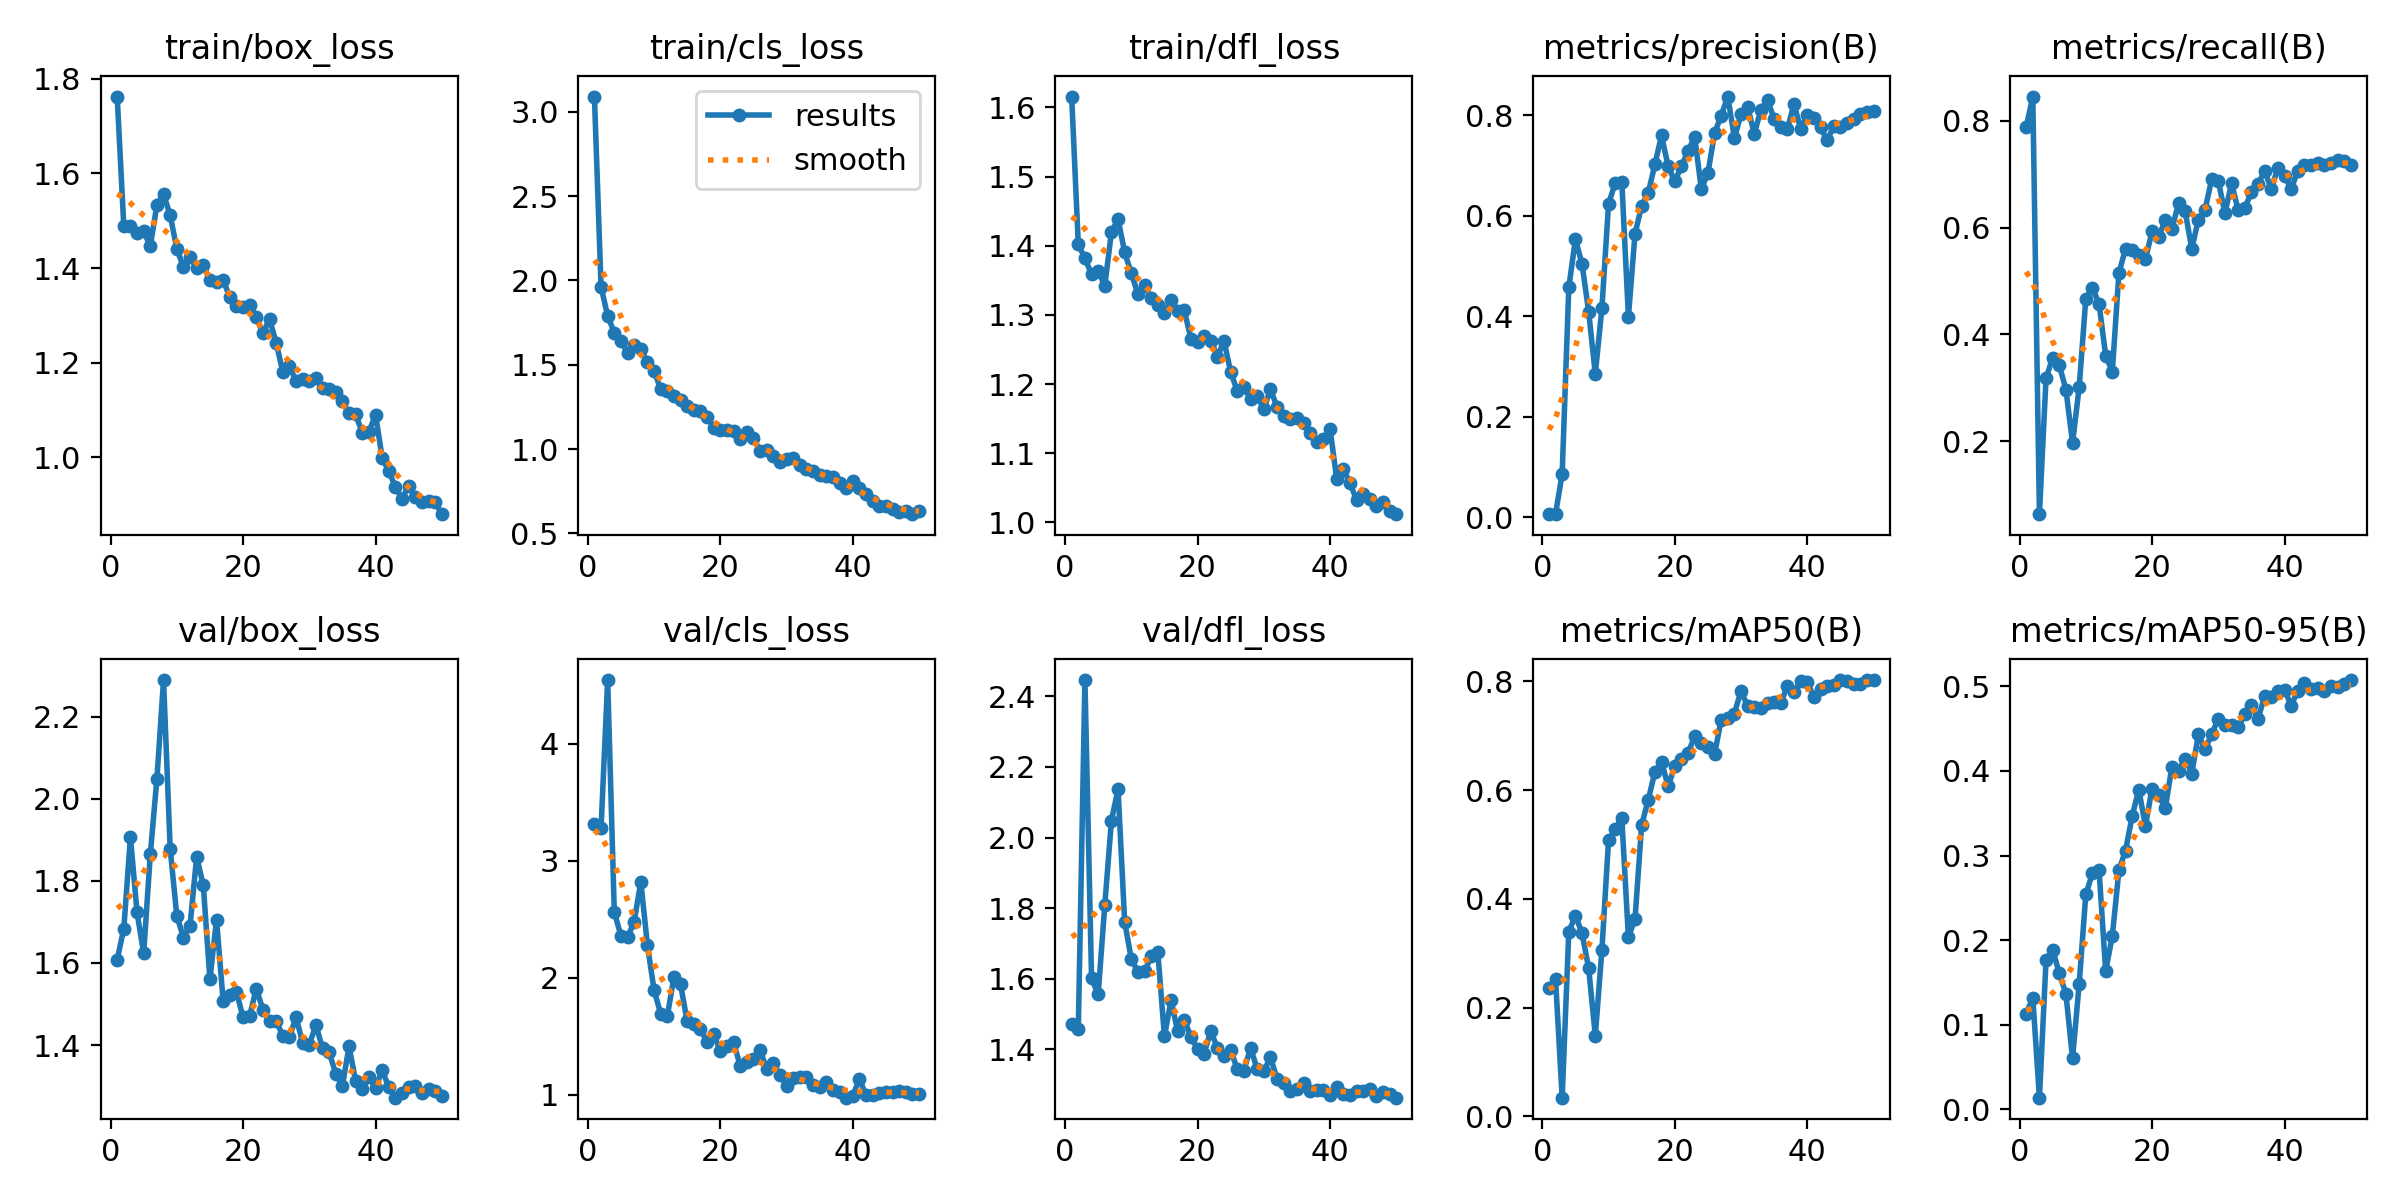 train/box_loss
1.8
1.6
1.4
1.2
1.0
0 20 40
train/cls_loss
results
smooth
3.0
2.5
2.0
1.5
1.0
0.5
0 20 40
train/dfl_loss
1.6
1.5
1.4
1.3
1.2
1.1
1.0
0 20 40
metrics/precision(B)
0.8
0.6
0.4
0.2
0.0
0 20 40
metrics/recall(B)
0.8
0.6
0.4
0.2
0 20 40
val/box_loss
2.2
2.0
1.8
1.6
1.4
0 20 40
val/cls_loss
4
3
2
1
0 20 40
val/dfl_loss
2.4
2.2
2.0
1.8
1.6
1.4
0 20 40
metrics/mAP50(B)
0.8
0.6
0.4
0.2
0.0
0 20 40
metrics/mAP50-95(B)
0.5
0.4
0.3
0.2
0.1
0.0
0 20 40